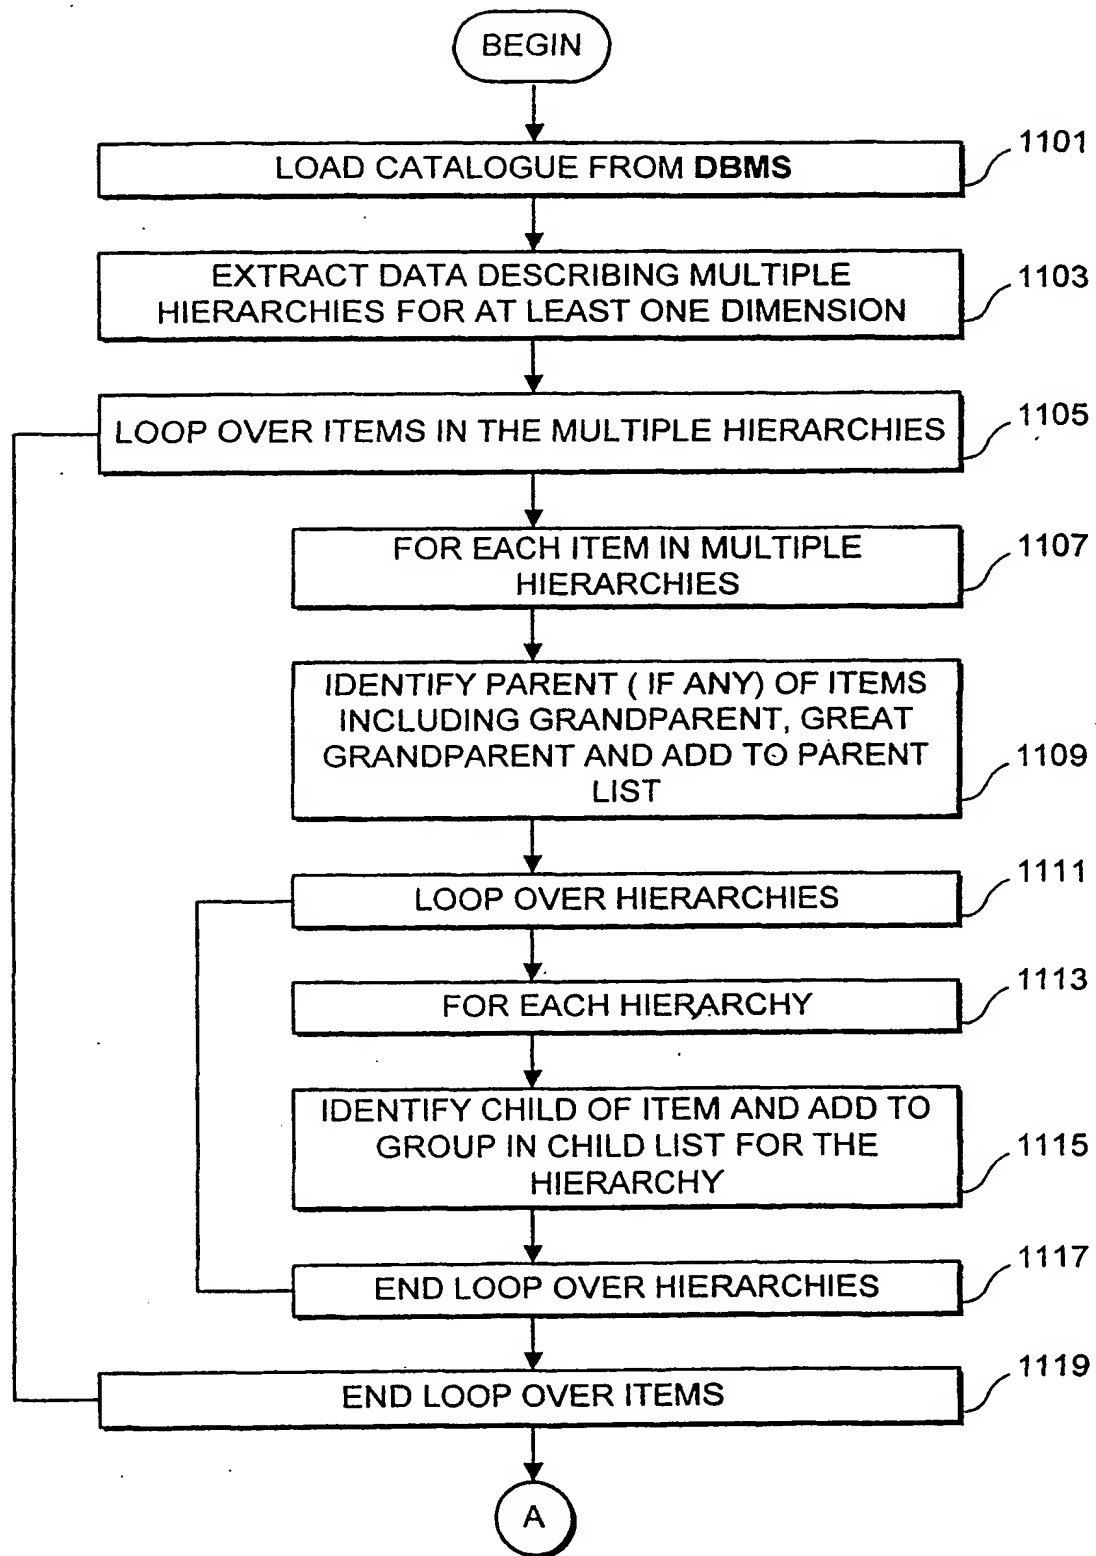 BEGIN
LOAD CATALOGUE FROM DBMS
1101
EXTRACT DATA DESCRIBING MULTIPLE
HIERARCHIES FOR AT LEAST ONE DIMENSION
1103
LOOP OVER ITEMS IN THE MULTIPLE HIERARCHIES
1105
FOR EACH ITEM IN MULTIPLE
HIERARCHIES
1107
IDENTIFY PARENT ( IF ANY) OF ITEMS
INCLUDING GRANDPARENT, GREAT
GRANDPARENT AND ADD TO PARENT
LIST
1109
LOOP OVER HIERARCHIES
1111
FOR EACH HIERARCHY
1113
IDENTIFY CHILD OF ITEM AND ADD TO
GROUP IN CHILD LIST FOR THE
HIERARCHY
1115
END LOOP OVER HIERARCHIES
1117
END LOOP OVER ITEMS
1119
A